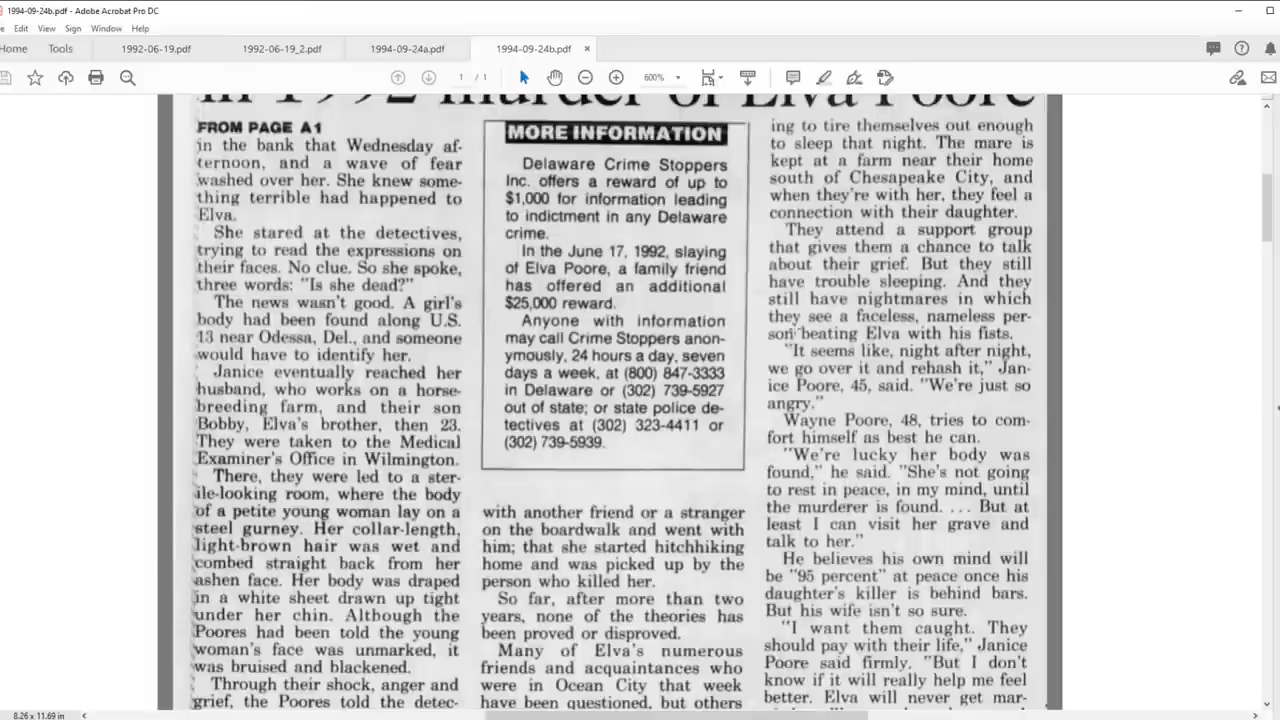 1994-09-24b.pdf - Adobe Acrobat Pro DC
Edit View Sign Window Help
Home Tools 1992-06-19.pdf 1992-06-19_2.pdf 1994-09-24a.pdf 1994-09-24b.pdf ×
1 / 1 600%
in 1992 murder of Elva Poore
FROM PAGE A1
in the bank that Wednesday af-
ternoon, and a wave of fear
washed over her. She knew some-
thing terrible had happened to
Elva.
She stared at the detectives,
trying to read the expressions on
their faces. No clue. So she spoke,
three words: "Is she dead?"
The news wasn't good. A girl's
body had been found along U.S.
13 near Odessa, Del., and someone
would have to identify her.
Janice eventually reached her
husband, who works on a horse-
breeding farm, and their son
Bobby, Elva's brother, then 23.
They were taken to the Medical
Examiner's Office in Wilmington.
There, they were led to a ster-
ile-looking room, where the body
of a petite young woman lay on a
steel gurney. Her collar-length,
light-brown hair was wet and
combed straight back from her
ashen face. Her body was draped
in a white sheet drawn up tight
under her chin. Although the
Poores had been told the young
woman's face was unmarked, it
was bruised and blackened.
Through their shock, anger and
grief, the Poores told the detec-
MORE INFORMATION
Delaware Crime Stoppers
Inc. offers a reward of up to
$1,000 for information leading
to indictment in any Delaware
crime.
In the June 17, 1992, slaying
of Elva Poore, a family friend
has offered an additional
$25,000 reward.
Anyone with information
may call Crime Stoppers anon-
ymously, 24 hours a day, seven
days a week, at (800) 847-3333
in Delaware or (302) 739-5927
out of state; or state police de-
tectives at (302) 323-4411 or
(302) 739-5939.
with another friend or a stranger
on the boardwalk and went with
him; that she started hitchhiking
home and was picked up by the
person who killed her.
So far, after more than two
years, none of the theories has
been proved or disproved.
Many of Elva's numerous
friends and acquaintances who
were in Ocean City that week
have been questioned, but others
ing to tire themselves out enough
to sleep that night. The mare is
kept at a farm near their home
south of Chesapeake City, and
when they're with her, they feel a
connection with their daughter.
They attend a support group
that gives them a chance to talk
about their grief. But they still
have trouble sleeping. And they
still have nightmares in which
they see a faceless, nameless per-
son beating Elva with his fists.
"It seems like, night after night,
we go over it and rehash it," Jan-
ice Poore, 45, said. "We're just so
angry."
Wayne Poore, 48, tries to com-
fort himself as best he can.
"We're lucky her body was
found," he said. "She's not going
to rest in peace, in my mind, until
the murderer is found. . . . But at
least I can visit her grave and
talk to her."
He believes his own mind will
be "95 percent" at peace once his
daughter's killer is behind bars.
But his wife isn't so sure.
"I want them caught. They
should pay with their life," Janice
Poore said firmly. "But I don't
know if it will really help me feel
better. Elva will never get mar-
8.26 x 11.69 in